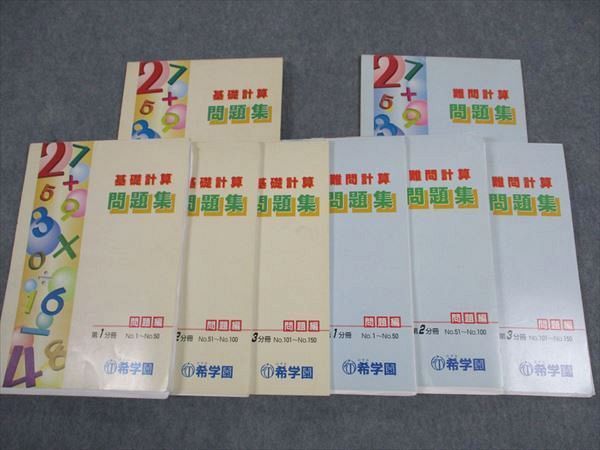 基礎計算
問題集
難問計算
問題集
基礎計算
問題集
問題編
第1分冊 No.1～No.50
希学園
基礎計算
問題集
問題編
2分冊 No.51～No.100
希学園
基礎計算
問題集
問題編
3分冊 No.101～No.150
希学園
難問計算
問題集
問題編
1分冊 No.1～No.50
希学園
難問計算
問題集
問題編
第2分冊 No.51～No.100
希学園
難問計算
問題集
問題編
第3分冊 No.101～No.150
希学園